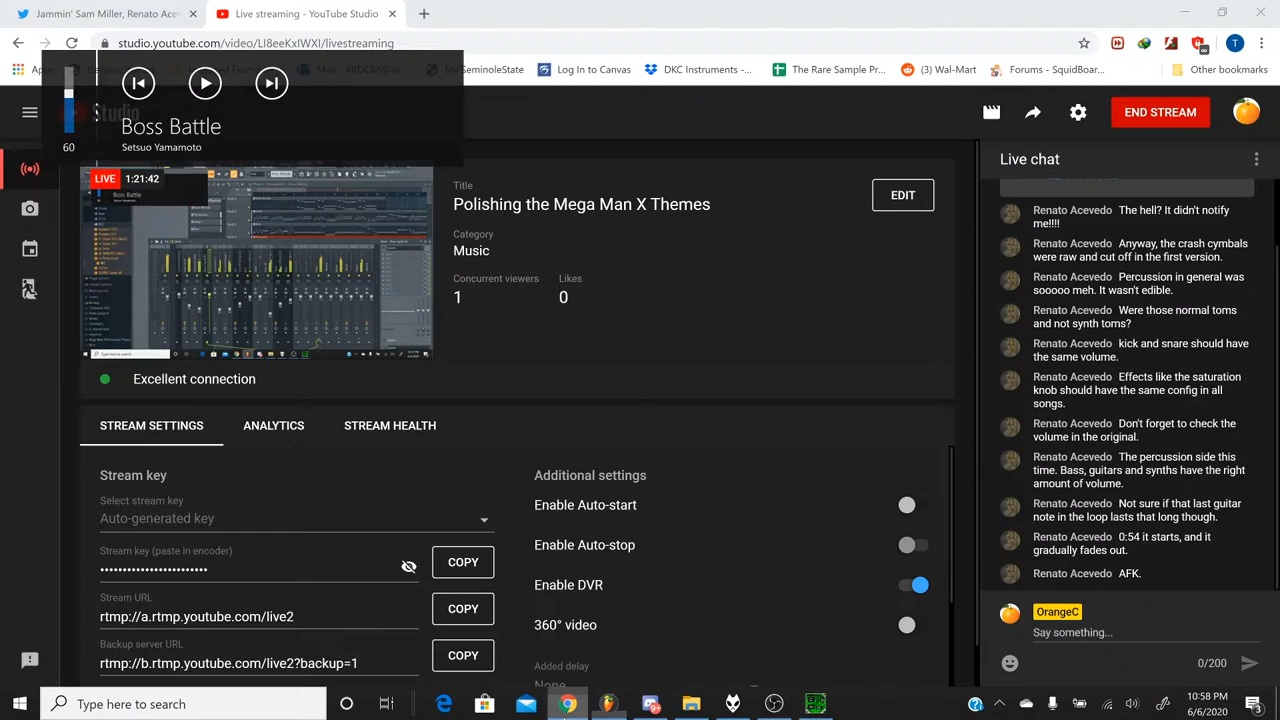 Jammin' Sam Miller, Renato Ace
Live streaming - YouTube Studio
studio.youtube.com/video/LI8eeKxIWXI/livestreaming
My SeminoleState
Log In to Canvas
DKC Instruments -...
The Rare Sample Pr...
(3) Wal-Mart
Forums - SquidBoar...
Other bookmarks
T
Boss Battle
Setsuo Yamamoto
60
Studio
END STREAM
LIVE 1:21:42
Boss Battle
Title
Polishing the Mega Man X Themes
EDIT
Category
Music
Concurrent viewers
1
Likes
0
Excellent connection
STREAM SETTINGS
ANALYTICS
STREAM HEALTH
Stream key
Select stream key
Auto-generated key
Stream key (paste in encoder)
••••••••••••••••••••••••
COPY
Stream URL
rtmp://a.rtmp.youtube.com/live2
COPY
Backup server URL
rtmp://b.rtmp.youtube.com/live2?backup=1
COPY
Additional settings
Enable Auto-start
Enable Auto-stop
Enable DVR
360° video
Added delay
None
Live chat
Renato Acevedo The hell? It didn't notify
me!!!!
Renato Acevedo Anyway, the crash cymbals
were raw and cut off in the first version.
Renato Acevedo Percussion in general was
sooooo meh. It wasn't edible.
Renato Acevedo Were those normal toms
and not synth toms?
Renato Acevedo kick and snare should have
the same volume.
Renato Acevedo Effects like the saturation
knob should have the same config in all
songs.
Renato Acevedo Don't forget to check the
volume in the original.
Renato Acevedo The percussion side this
time. Bass, guitars and synths have the right
amount of volume.
Renato Acevedo Not sure if that last guitar
note in the loop lasts that long though.
Renato Acevedo 0:54 it starts, and it
gradually fades out.
Renato Acevedo AFK.
OrangeC
Say something...
0/200
Type here to search
10:58 PM
6/6/2020
3